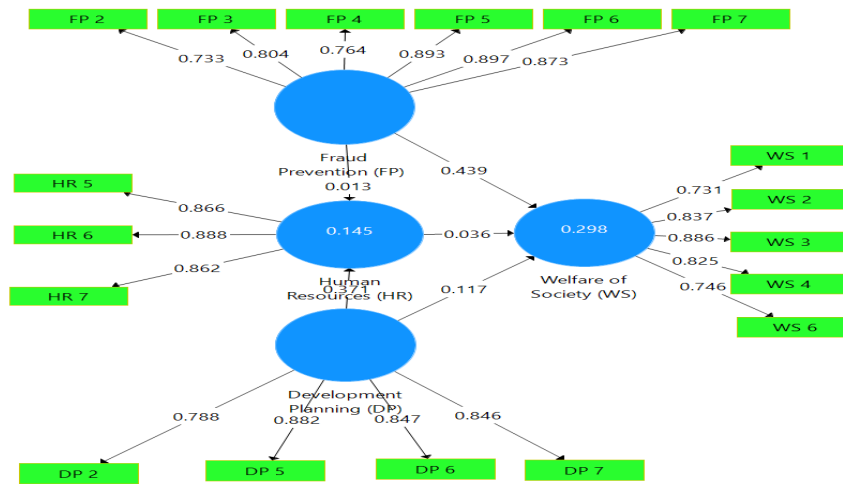 FP 2
FP 3
FP 4
FP 5
FP 6
FP 7
0.733
0.804
0.764
0.893
0.897
0.873
Fraud
Prevention (FP)
0.013
0.439
HR 5
HR 6
HR 7
0.866
0.888
0.862
0.145
0.036
0.298
Human
Resources (HR)
0.371
0.117
Welfare of
Society (WS)
0.731
0.837
0.886
0.825
0.746
WS 1
WS 2
WS 3
WS 4
WS 6
Development
Planning (DP)
0.788
0.882
0.847
0.846
DP 2
DP 5
DP 6
DP 7